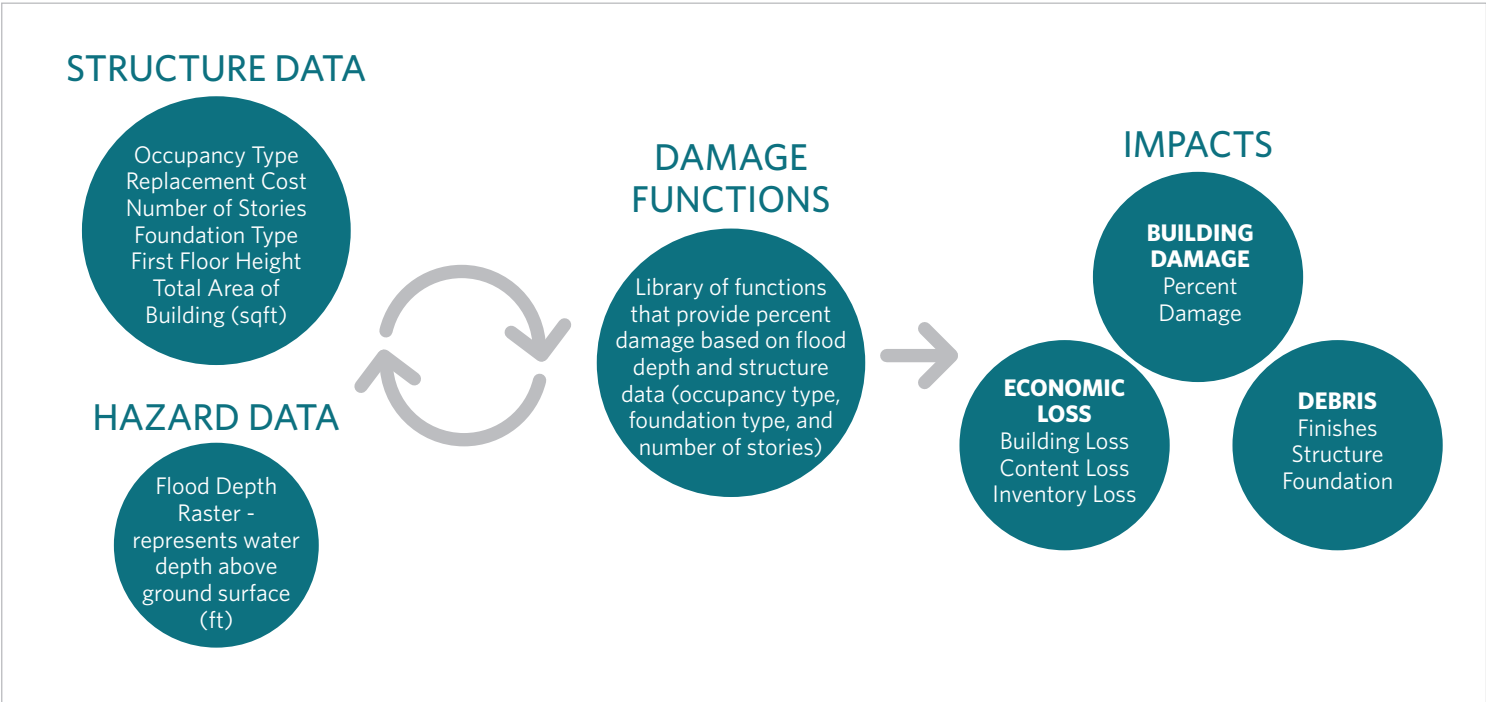 STRUCTURE DATA
Occupancy Type
Replacement Cost
Number of Stories
Foundation Type
First Floor Height
Total Area of
Building (sqft)
HAZARD DATA
Flood Depth
Raster -
represents water
depth above
ground surface
(ft)
DAMAGE
FUNCTIONS
Library of functions
that provide percent
damage based on flood
depth and structure
data (occupancy type,
foundation type, and
number of stories)
IMPACTS
BUILDING
DAMAGE
Percent
Damage
ECONOMIC
LOSS
Building Loss
Content Loss
Inventory Loss
DEBRIS
Finishes
Structure
Foundation